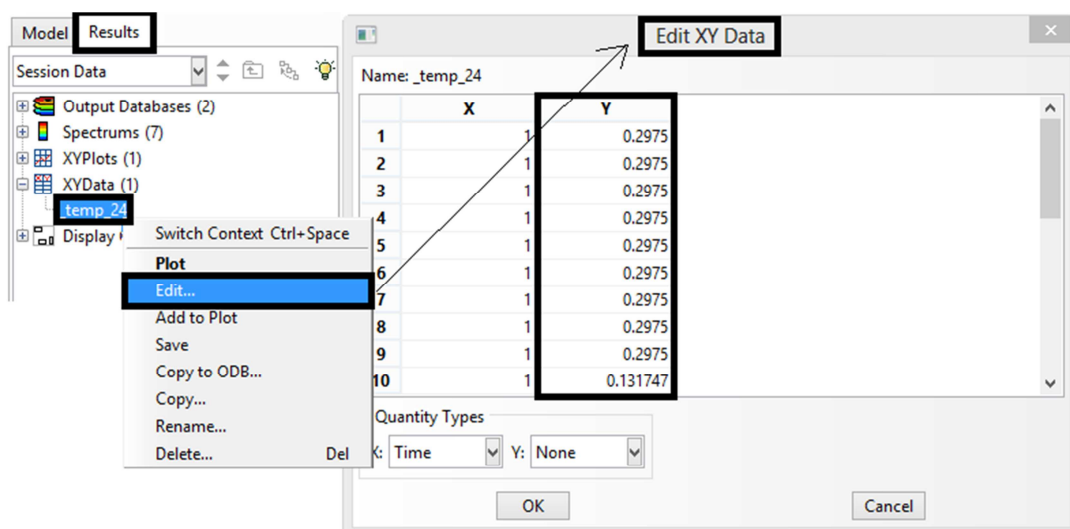 Model Results
Session Data
Output Databases (2)
Spectrums (7)
XYPlots (1)
XYData (1)
_temp_24
Display
Switch Context Ctrl+Space
Plot
Edit...
Add to Plot
Save
Copy to ODB...
Copy...
Rename...
Delete... Del
Edit XY Data
Name: _temp_24
X Y
1 1 0.2975
2 1 0.2975
3 1 0.2975
4 1 0.2975
5 1 0.2975
6 1 0.2975
7 1 0.2975
8 1 0.2975
9 1 0.2975
10 1 0.131747
Quantity Types
X: Time Y: None
OK Cancel